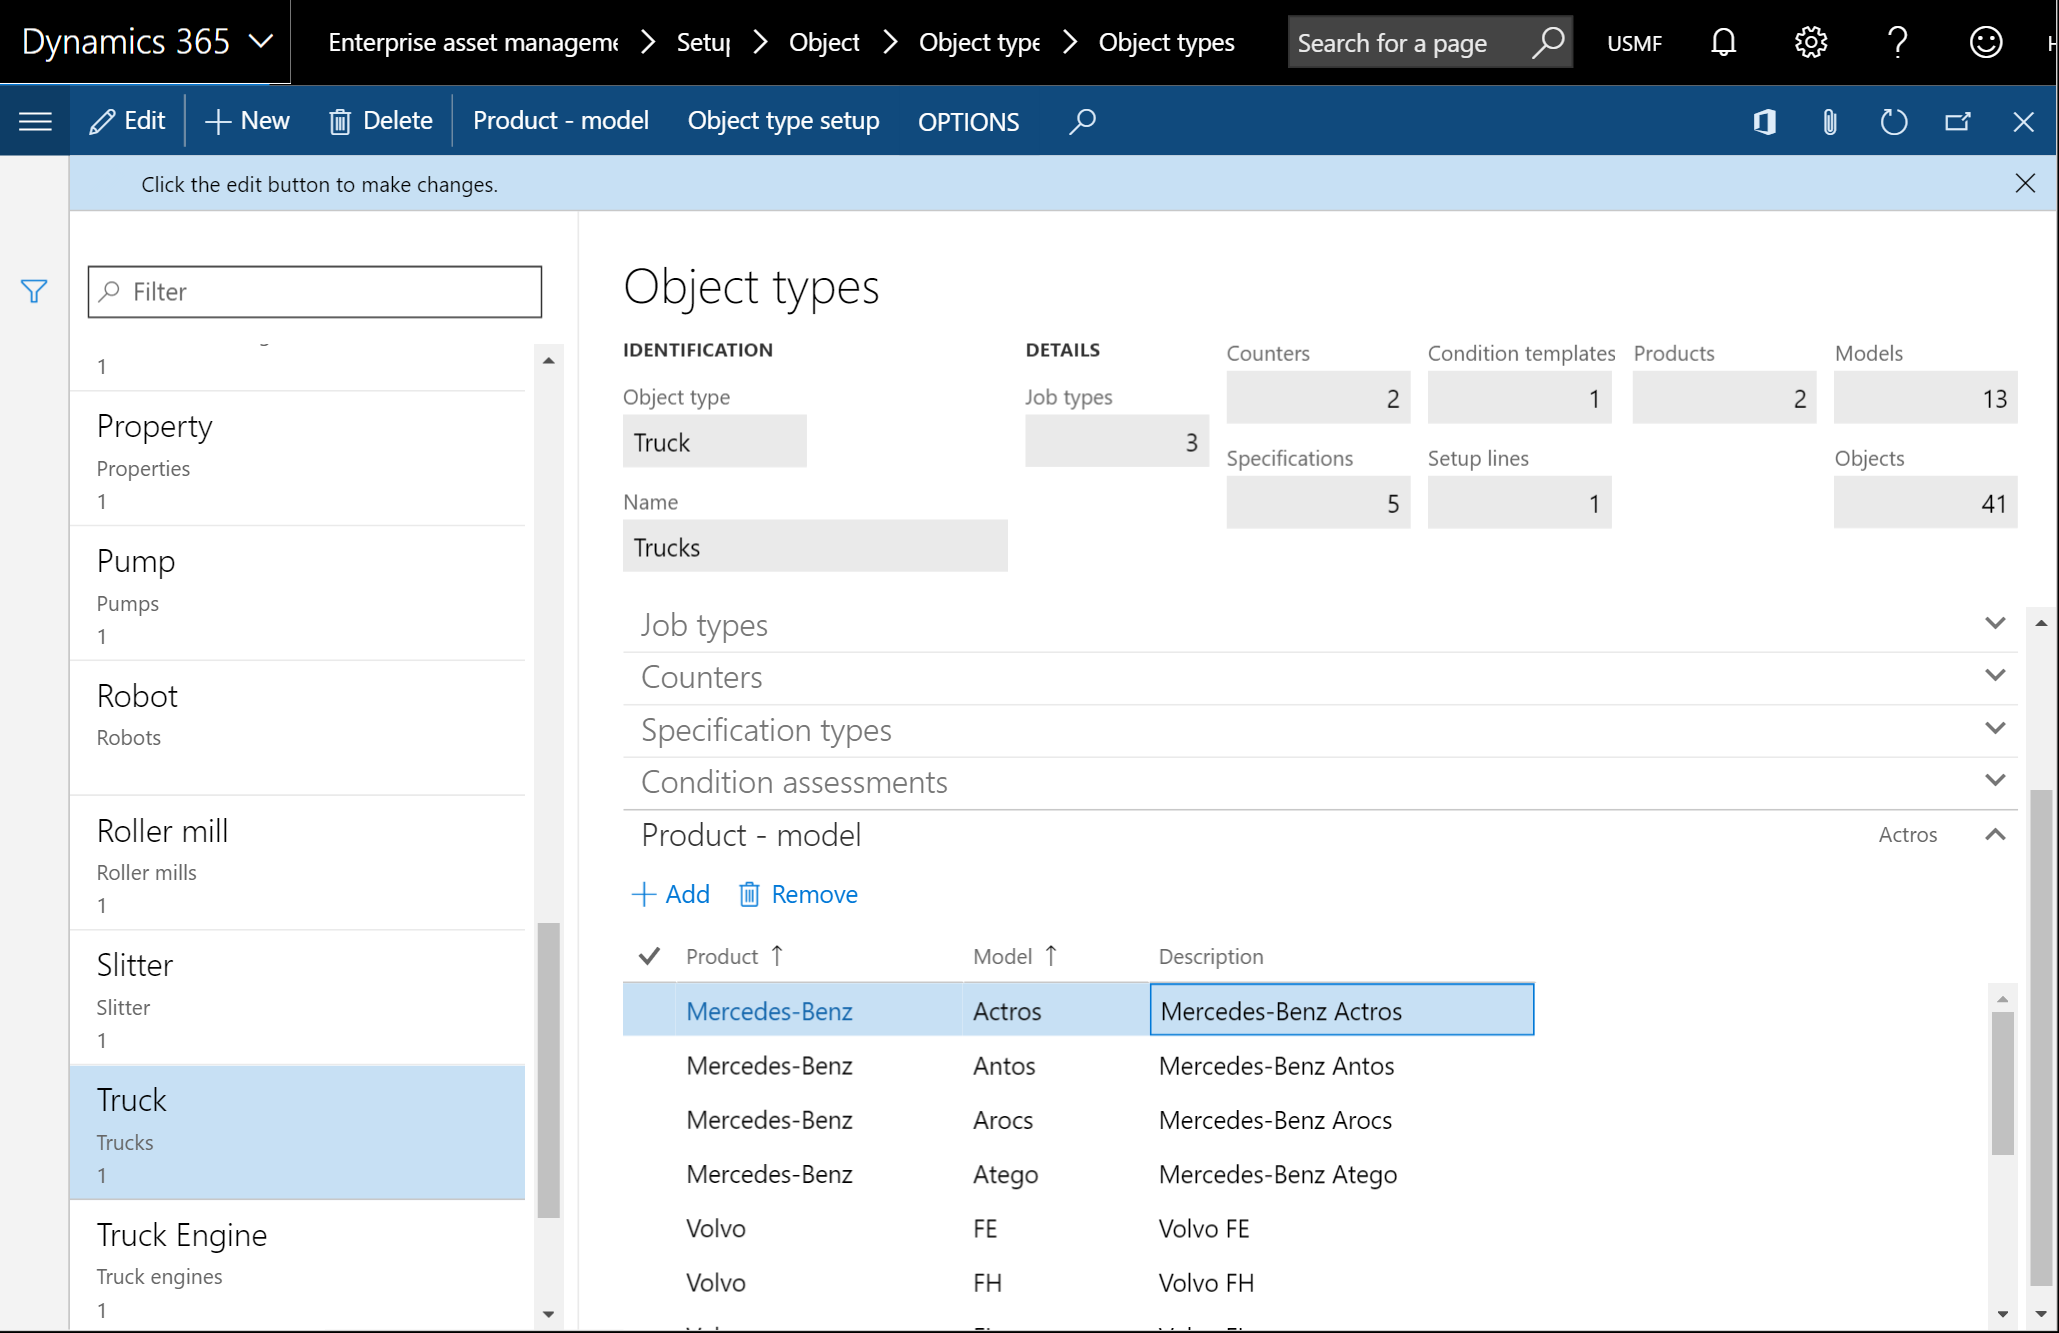 Dynamics 365
Enterprise asset manageme > Setup > Object > Object type > Object types
Search for a page
USMF
Edit
New
Delete
Product - model
Object type setup
OPTIONS
Click the edit button to make changes.
Filter
1
Property
Properties
1
Pump
Pumps
1
Robot
Robots
Roller mill
Roller mills
1
Slitter
Slitter
1
Truck
Trucks
1
Truck Engine
Truck engines
1
Object types
IDENTIFICATION
Object type
Truck
Name
Trucks
DETAILS
Job types
3
Counters
2
Specifications
5
Condition templates
1
Setup lines
1
Products
2
Models
13
Objects
41
Job types
Counters
Specification types
Condition assessments
Product - model
Actros
Add
Remove
Product Model Description
Mercedes-Benz Actros Mercedes-Benz Actros
Mercedes-Benz Antos Mercedes-Benz Antos
Mercedes-Benz Arocs Mercedes-Benz Arocs
Mercedes-Benz Atego Mercedes-Benz Atego
Volvo FE Volvo FE
Volvo FH Volvo FH